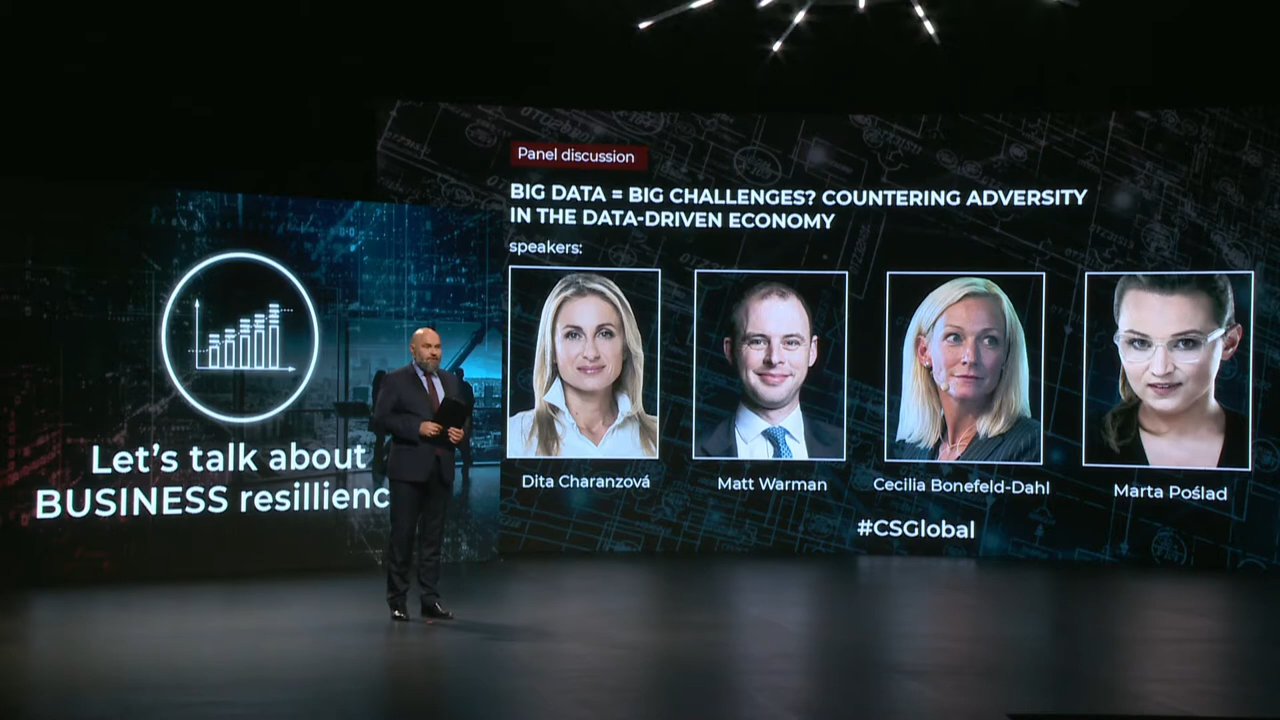 Panel discussion
BIG DATA = BIG CHALLENGES? COUNTERING ADVERSITY
IN THE DATA-DRIVEN ECONOMY
speakers:
Dita Charanzová
Matt Warman
Cecilia Bonefeld-Dahl
Marta Poślad
#CSGlobal
Let's talk about
BUSINESS resillienc